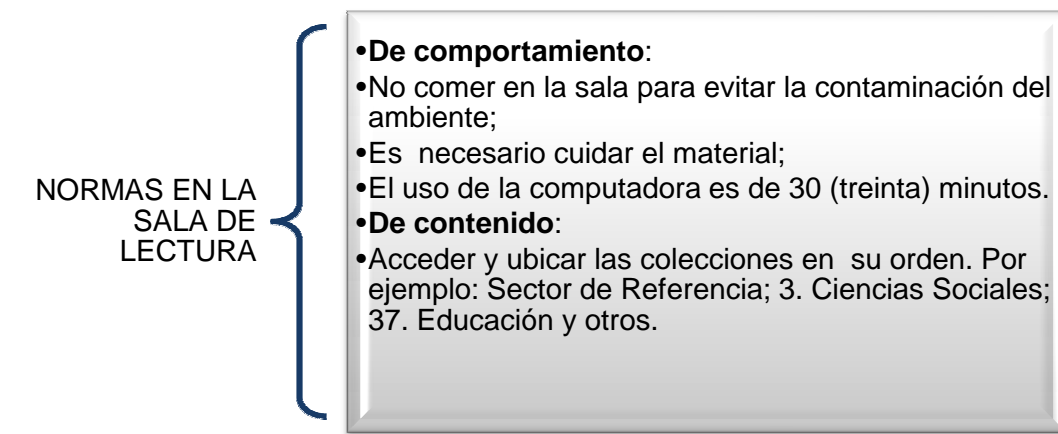 NORMAS EN LA
SALA DE
LECTURA
•De comportamiento:
•No comer en la sala para evitar la contaminación del
ambiente;
•Es necesario cuidar el material;
•El uso de la computadora es de 30 (treinta) minutos.
•De contenido:
•Acceder y ubicar las colecciones en su orden. Por
ejemplo: Sector de Referencia; 3. Ciencias Sociales;
37. Educación y otros.